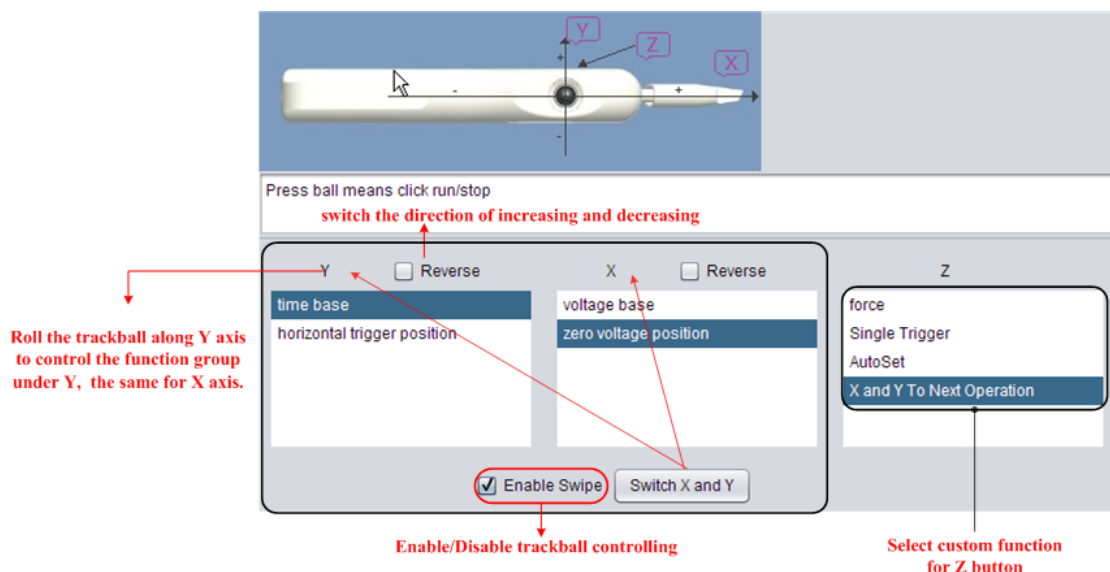 Y
Z
X
+
-
+
-
Press ball means click run/stop
switch the direction of increasing and decreasing
Y
Reverse
X
Reverse
Z
time base
horizontal trigger position
voltage base
zero voltage position
force
Single Trigger
AutoSet
X and Y To Next Operation
Roll the trackball along Y axis
to control the function group
under Y, the same for X axis.
Enable Swipe
Switch X and Y
Enable/Disable trackball controlling
Select custom function
for Z button